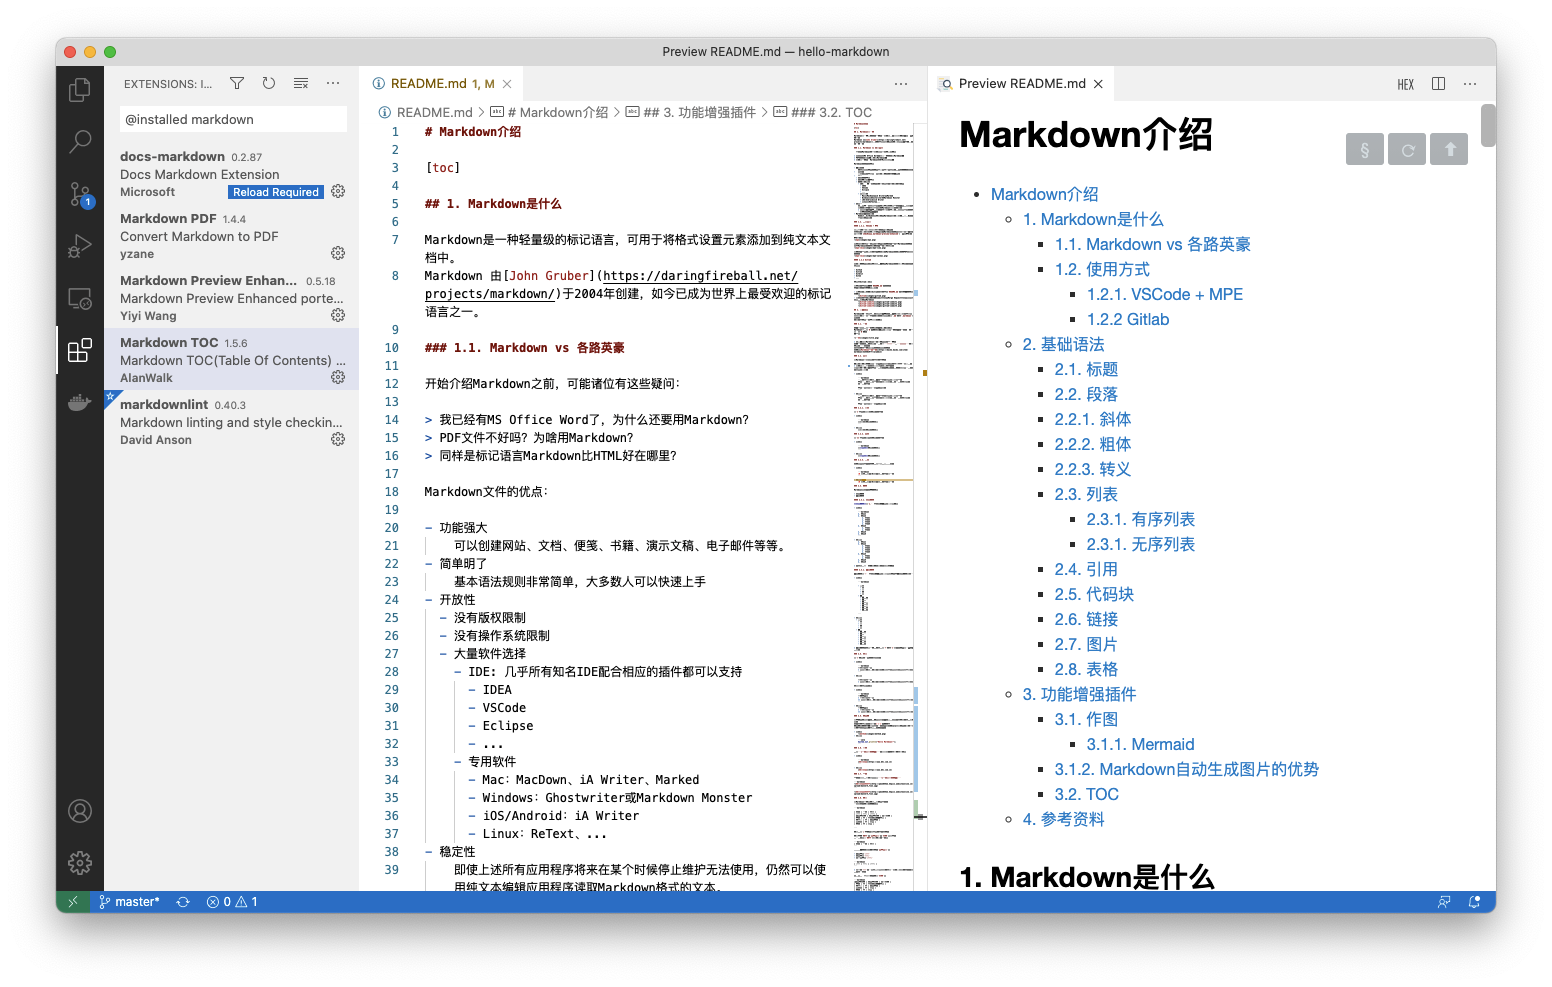 Preview README.md — hello-markdown
EXTENSIONS: I...
@installed markdown
docs-markdown 0.2.87
Docs Markdown Extension
Microsoft Reload Required
Markdown PDF 1.4.4
Convert Markdown to PDF
yzane
Markdown Preview Enhan... 0.5.18
Markdown Preview Enhanced porte...
Yiyi Wang
Markdown TOC 1.5.6
Markdown TOC(Table Of Contents) ...
AlanWalk
markdownlint 0.40.3
Markdown linting and style checkin...
David Anson
1
README.md 1, M
README.md > # Markdown介绍 > ## 3. 功能增强插件 > ### 3.2. TOC
1 # Markdown介绍
2
3 [toc]
4
5 ## 1. Markdown是什么
6
7 Markdown是一种轻量级的标记语言，可用于将格式设置元素添加到纯文本文
档中。
8 Markdown 由[John Gruber](https://daringfireball.net/
projects/markdown/)于2004年创建，如今已成为世界上最受欢迎的标记
语言之一。
9
10 ### 1.1. Markdown vs 各路英豪
11
12 开始介绍Markdown之前，可能诸位有这些疑问：
13
14 > 我已经有MS Office Word了，为什么还要用Markdown？
15 > PDF文件不好吗？为啥用Markdown？
16 > 同样是标记语言Markdown比HTML好在哪里？
17
18 Markdown文件的优点：
19
20 - 功能强大
21 可以创建网站、文档、便笺、书籍、演示文稿、电子邮件等等。
22 - 简单明了
23 基本语法规则非常简单，大多数人可以快速上手
24 - 开放性
25 - 没有版权限制
26 - 没有操作系统限制
27 - 大量软件选择
28 - IDE: 几乎所有知名IDE配合相应的插件都可以支持
29 - IDEA
30 - VSCode
31 - Eclipse
32 - ...
33 - 专用软件
34 - Mac：MacDown、iA Writer、Marked
35 - Windows：Ghostwriter或Markdown Monster
36 - iOS/Android：iA Writer
37 - Linux：ReText、...
38 - 稳定性
39 即使上述所有应用程序将来在某个时候停止维护无法使用，仍然可以使
用纯文本编辑应用程序读取Markdown格式的文本。
Preview README.md
HEX
Markdown介绍
§
Markdown介绍
1. Markdown是什么
1.1. Markdown vs 各路英豪
1.2. 使用方式
1.2.1. VSCode + MPE
1.2.2 Gitlab
2. 基础语法
2.1. 标题
2.2. 段落
2.2.1. 斜体
2.2.2. 粗体
2.2.3. 转义
2.3. 列表
2.3.1. 有序列表
2.3.1. 无序列表
2.4. 引用
2.5. 代码块
2.6. 链接
2.7. 图片
2.8. 表格
3. 功能增强插件
3.1. 作图
3.1.1. Mermaid
3.1.2. Markdown自动生成图片的优势
3.2. TOC
4. 参考资料
1. Markdown是什么
master* 0 1